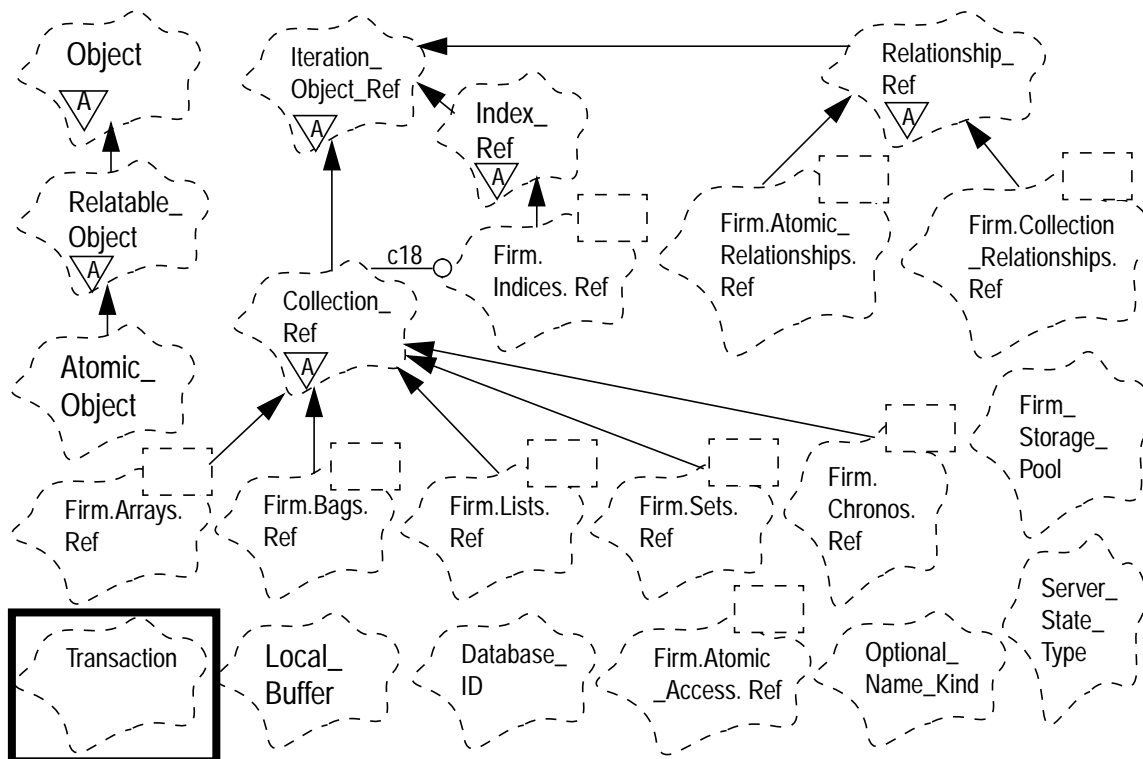 Object
A
Iteration_
Object_Ref
A
Relationship_
Ref
A
Index_
Ref
A
Relatable_
Object
A
Firm.Atomic_
Relationships.
Ref
Firm.Collection
_Relationships.
Ref
c18
Firm.
Indices. Ref
Collection_
Ref
A
Atomic_
Object
Firm_
Storage_
Pool
Firm.Arrays.
Ref
Firm.Bags.
Ref
Firm.Lists.
Ref
Firm.Sets.
Ref
Firm.
Chronos.
Ref
Server_
State_
Type
Transaction
Local_
Buffer
Database_
ID
Firm.Atomic
_Access. Ref
Optional_
Name_Kind